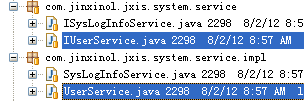 com.jinxinol.jxis.system.service
ISysLogInfoService.java 2298 8/2/12 8:57
IUserService.java 2298 8/2/12 8:57 AM
com.jinxinol.jxis.system.service.impl
SysLogInfoService.java 2298 8/2/12 8:57
UserService.java 2298 8/2/12 8:57 AM 1